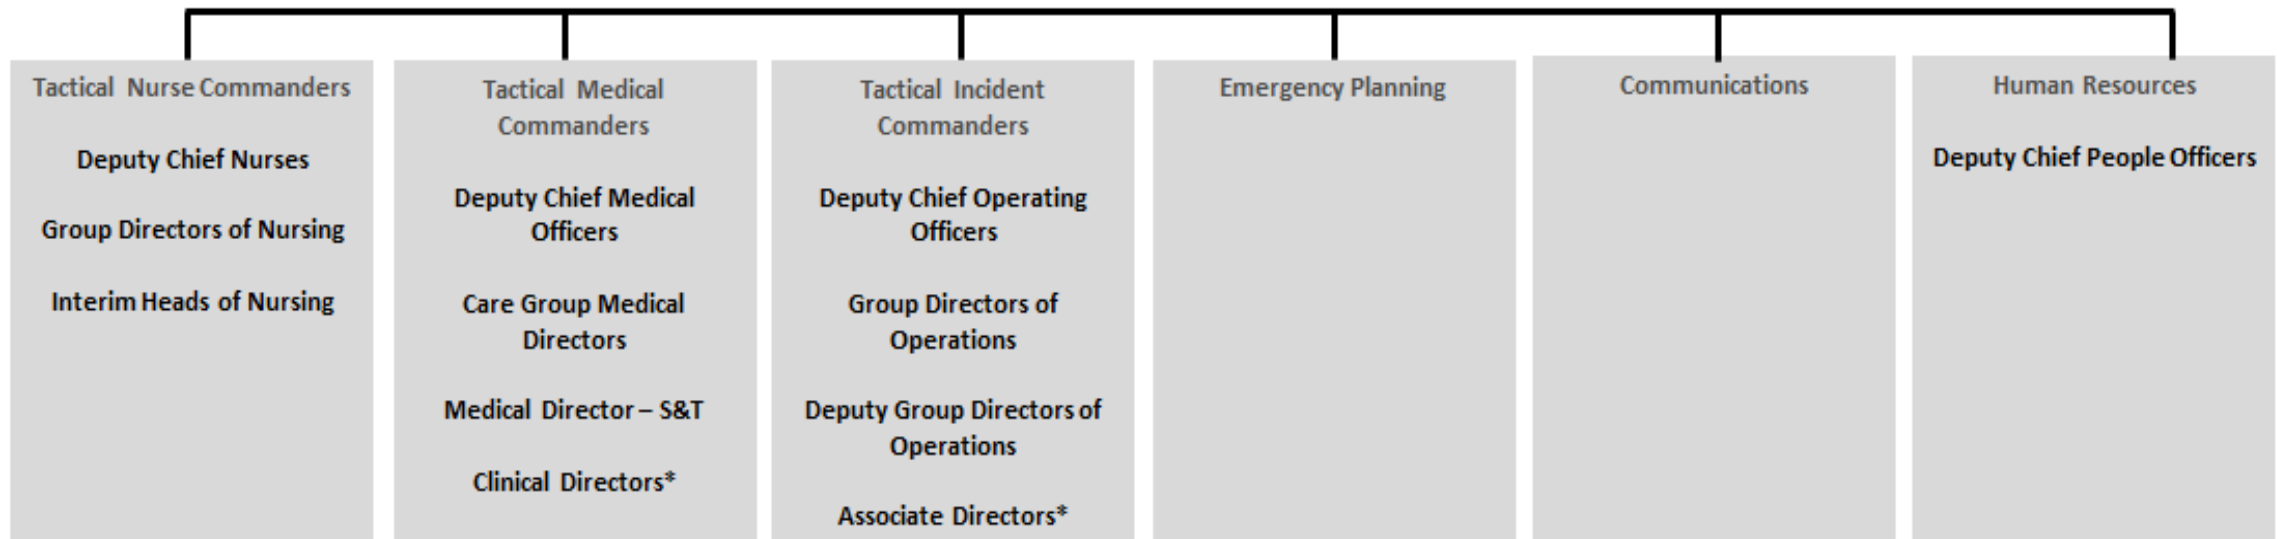 Tactical Nurse Commanders
Deputy Chief Nurses
Group Directors of Nursing
Interim Heads of Nursing
Tactical Medical
Commanders
Deputy Chief Medical
Officers
Care Group Medical
Directors
Medical Director – S&T
Clinical Directors*
Tactical Incident
Commanders
Deputy Chief Operating
Officers
Group Directors of
Operations
Deputy Group Directors of
Operations
Associate Directors*
Emergency Planning
Communications
Human Resources
Deputy Chief People Officers